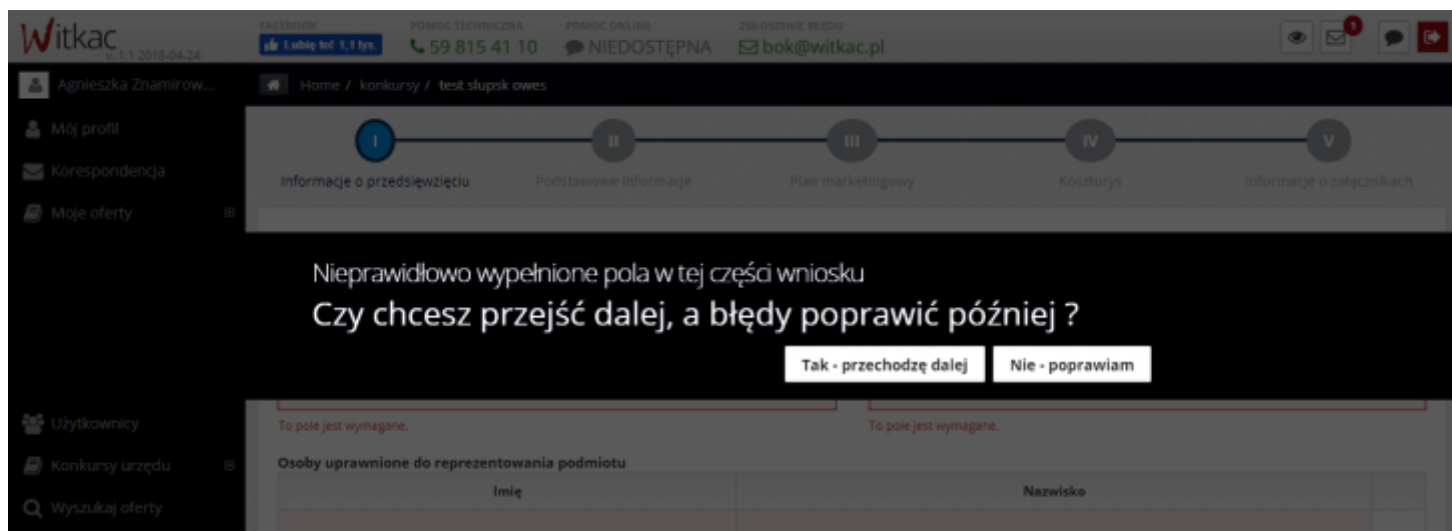 Witkac
v. 1.1 2018-04-24
FACEBOOK
Lubię to! 1,1 tys.
POMOC TECHNICZNA
59 815 41 10
POMOC ONLINE
NIEDOSTĘPNA
ZGŁOSZENIE BŁĘDU
bok@witkac.pl
1
Agnieszka Znamirow...
Home / konkursy / test slupsk owes
Mój profil
Korespondencja
Moje oferty
I
II
III
IV
V
Informacje o przedsięwzięciu
Podstawowe informacje
Plan marketingowy
Kosztorys
Informacje o załącznikach
Nieprawidłowo wypełnione pola w tej części wniosku
Czy chcesz przejść dalej, a błędy poprawić później ?
Tak - przechodzę dalej
Nie - poprawiam
To pole jest wymagane.
To pole jest wymagane.
Użytkownicy
Konkursy urzędu
Wyszukaj oferty
Osoby uprawnione do reprezentowania podmiotu
Imię
Nazwisko